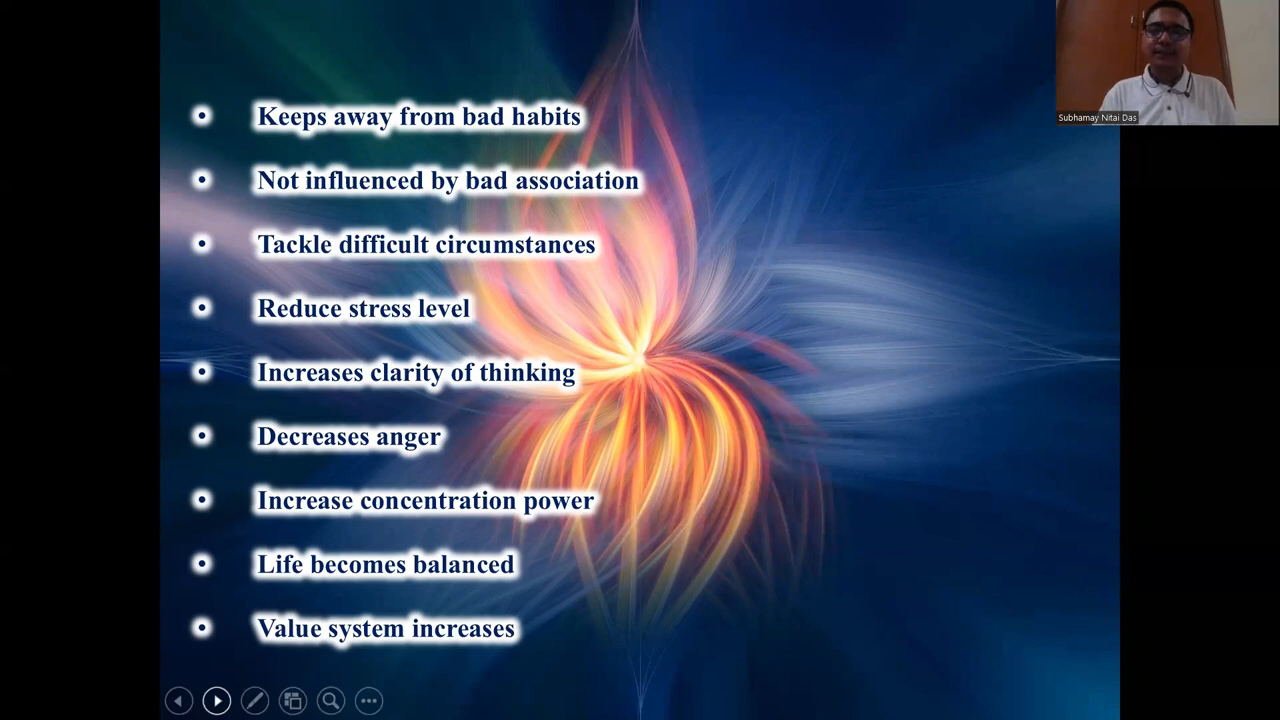 Subhamay Nitai Das
• Keeps away from bad habits
• Not influenced by bad association
• Tackle difficult circumstances
• Reduce stress level
• Increases clarity of thinking
• Decreases anger
• Increase concentration power
• Life becomes balanced
• Value system increases